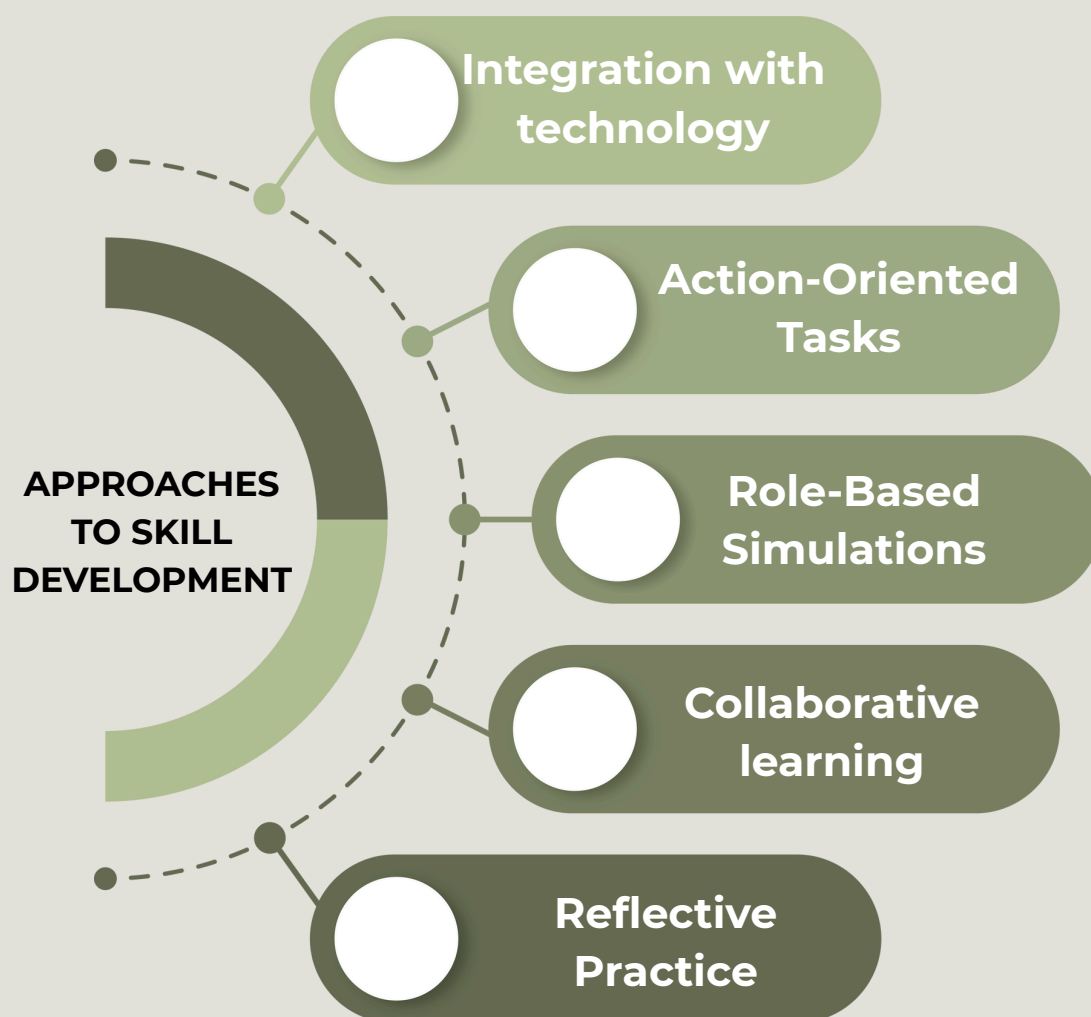 Integration with
technology
Action-Oriented
Tasks
APPROACHES
TO SKILL
DEVELOPMENT
Role-Based
Simulations
Collaborative
learning
Reflective
Practice